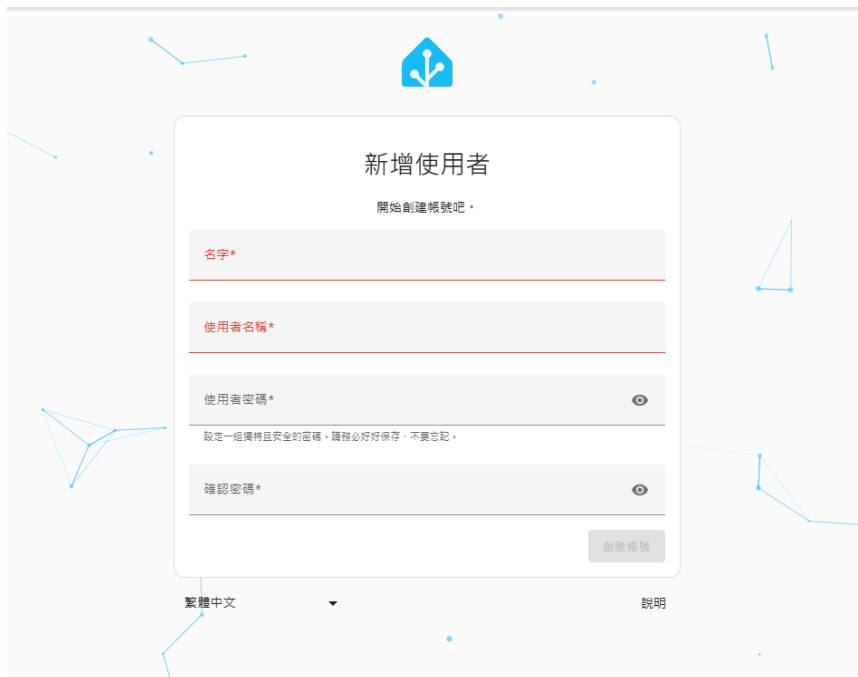 新增使用者
開始創建帳號吧。
名字*
使用者名稱*
使用者密碼*
設定一組獨特且安全的密碼。請務必好好保存、不要忘記。
確認密碼*
創建帳號
繁體中文
說明